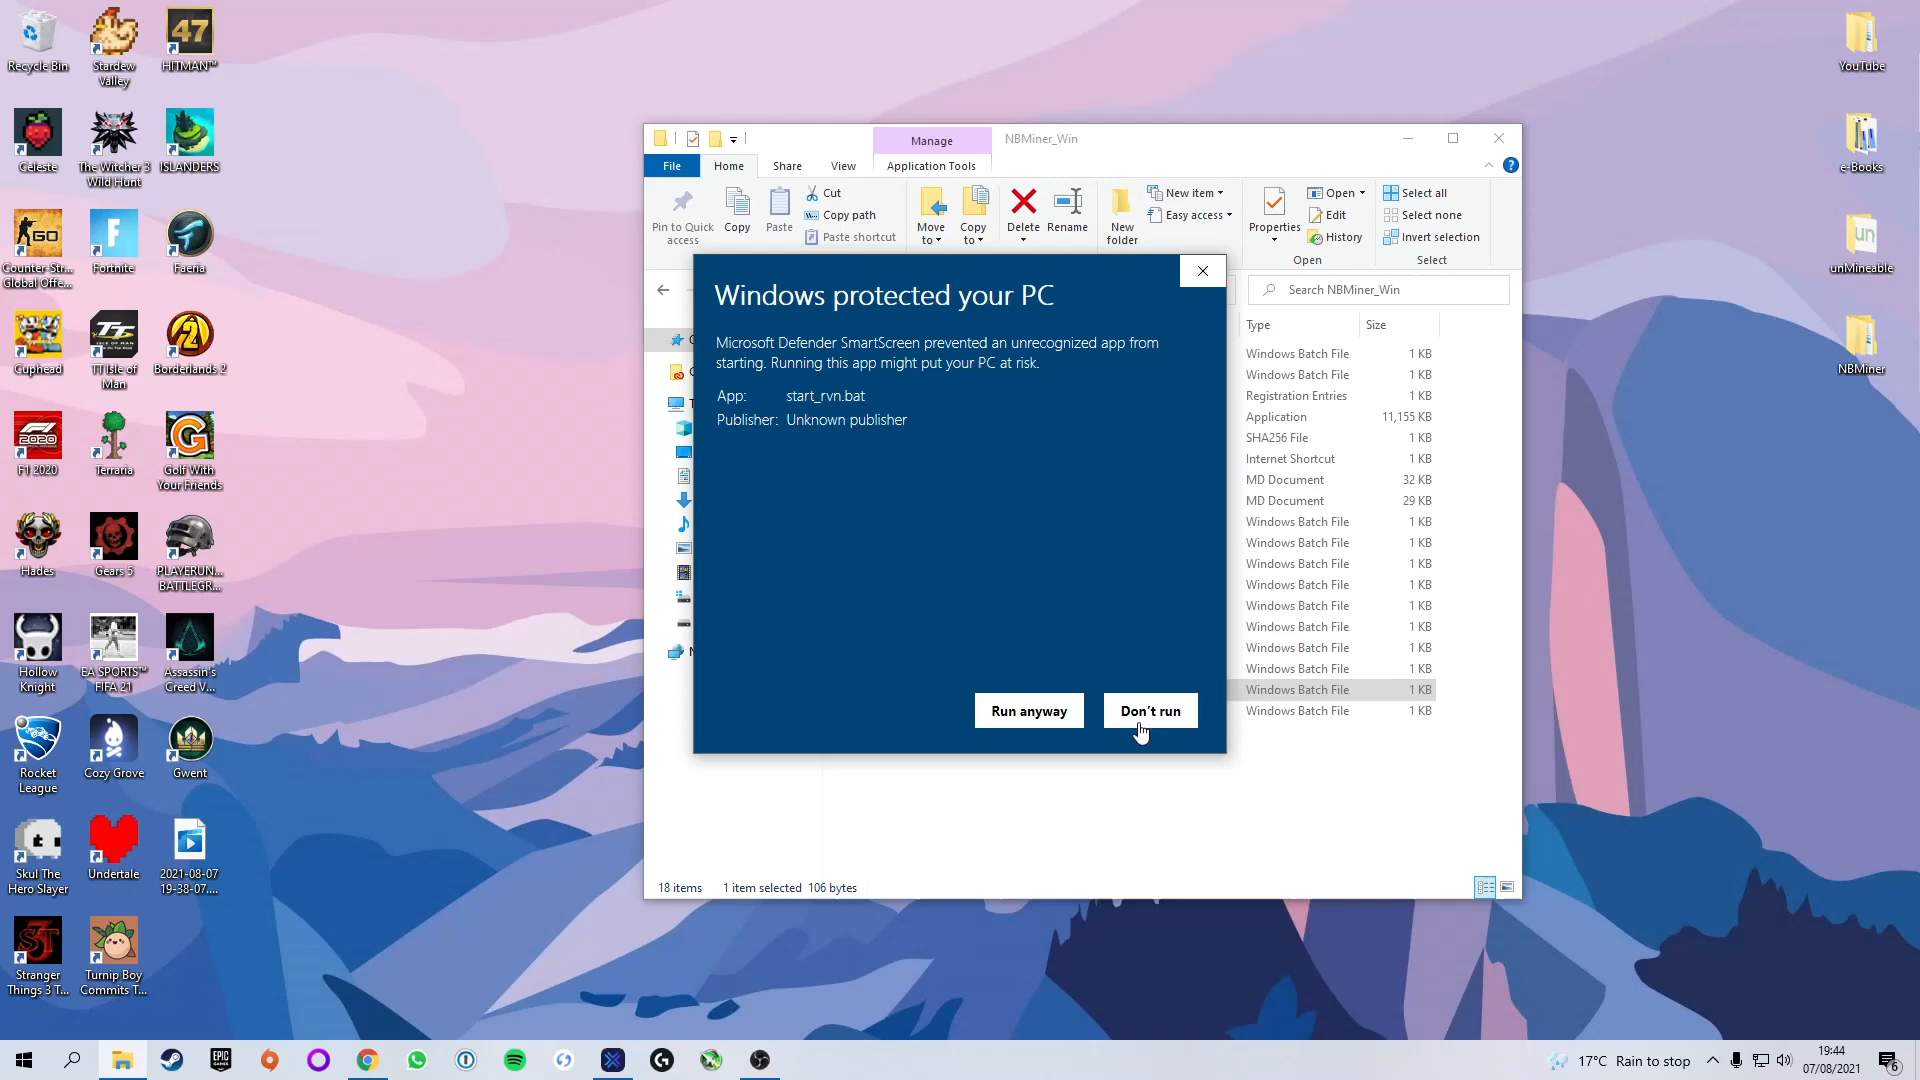 Recycle Bin
Stardew
Valley
47
HITMAN™
Celeste
The Witcher 3
Wild Hunt
ISLANDERS
GO
Counter-Str...
Global Offe...
F
Fortnite
Faeria
Cuphead
TT
TT Isle of
Man
2
Borderlands 2
F1 2020
F1 2020
Terraria
G
Golf With
Your Friends
Hades
Gears 5
PLAYERUN...
BATTLEGR...
Hollow
Knight
EA SPORTS™
FIFA 21
Assassin's
Creed V...
Rocket
League
Cozy Grove
Gwent
Skul The
Hero Slayer
Undertale
2021-08-07
19-38-07....
ST
Stranger
Things 3 T...
Turnip Boy
Commits T...
YouTube
e-Books
un
unMineable
NBMiner
Manage
NBMiner_Win
File
Home
Share
View
Application Tools
Pin to Quick
access
Copy
Paste
Cut
Copy path
Paste shortcut
Move
to
Copy
to
Delete
Rename
New
folder
New item
Easy access
Properties
Open
Edit
History
Open
Select all
Select none
Invert selection
Select
Search NBMiner_Win
Type
Size
Windows Batch File 1 KB
Windows Batch File 1 KB
Registration Entries 1 KB
Application 11,155 KB
SHA256 File 1 KB
Internet Shortcut 1 KB
MD Document 32 KB
MD Document 29 KB
Windows Batch File 1 KB
Windows Batch File 1 KB
Windows Batch File 1 KB
Windows Batch File 1 KB
Windows Batch File 1 KB
Windows Batch File 1 KB
Windows Batch File 1 KB
Windows Batch File 1 KB
Windows Batch File 1 KB
Windows Batch File 1 KB
Windows protected your PC
Microsoft Defender SmartScreen prevented an unrecognized app from
starting. Running this app might put your PC at risk.
App: start_rvn.bat
Publisher: Unknown publisher
Run anyway
Don't run
18 items 1 item selected 106 bytes
EPIC
GAMES
17°C Rain to stop
19:44
07/08/2021
6